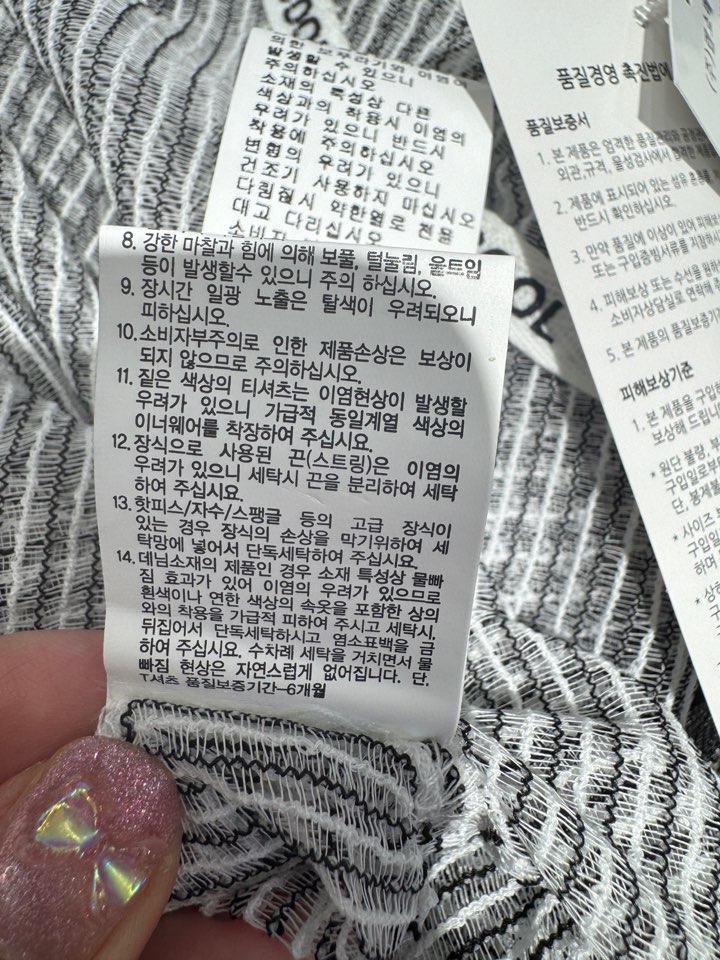 OOL
의한 보푸라기와 이염이
발생할수 있으니
주의하십시오
소재의 특성상 다른
색상과의 착용시 이염의
우려가 있으니 반드시
착용에 주의하십시오
변형의 우려가 있으니
건조기 사용하지 마십시오
다림질시 약한열로 천을
대고 다리십시오
소비자
8. 강한 마찰과 힘에 의해 보풀, 털눌림, 올트임
등이 발생할수 있으니 주의 하십시오.
9. 장시간 일광 노출은 탈색이 우려되오니
피하십시오.
10. 소비자부주의로 인한 제품손상은 보상이
되지 않으므로 주의하십시오.
11. 짙은 색상의 티셔츠는 이염현상이 발생할
우려가 있으니 가급적 동일계열 색상의
이너웨어를 착장하여 주십시요.
12. 장식으로 사용된 끈(스트링)은 이염의
우려가 있으니 세탁시 끈을 분리하여 세탁
하여 주십시요.
13. 핫피스/자수/스팽글 등의 고급 장식이
있는 경우 장식의 손상을 막기위하여 세
탁망에 넣어서 단독세탁하여 주십시요.
14. 데님소재의 제품인 경우 소재 특성상 물빠
짐 효과가 있어 이염의 우려가 있으므로
흰색이나 연한 색상의 속옷을 포함한 상의
와의 착용을 가급적 피하여 주시고 세탁시,
뒤집어서 단독세탁하시고 염소표백을 금
하여 주십시요. 수차례 세탁을 거치면서 물
빠짐 현상은 자연스럽게 없어집니다. 단.
T셔츠 품질보증기간-6개월
OOL
품질경영 촉진법에
품질보증서
1. 본 제품은 엄격한 품질관리와
외관,규격, 물성검사에서 합격한
2. 제품에 표시되어 있는 섬유
반드시 확인하십시오.
3. 만약 품질에 이상이 있어
또는 구입증빙서류를
4. 피해보상 또는 수선을
소비자상담실로 연락해
5. 본 제품의 품질보증기
피해보상기준
1. 본 제품을 구입
보상해 드립니
* 원단 불량, 부
구입일로부
단, 봉제불
* 사이즈
구입일
하며